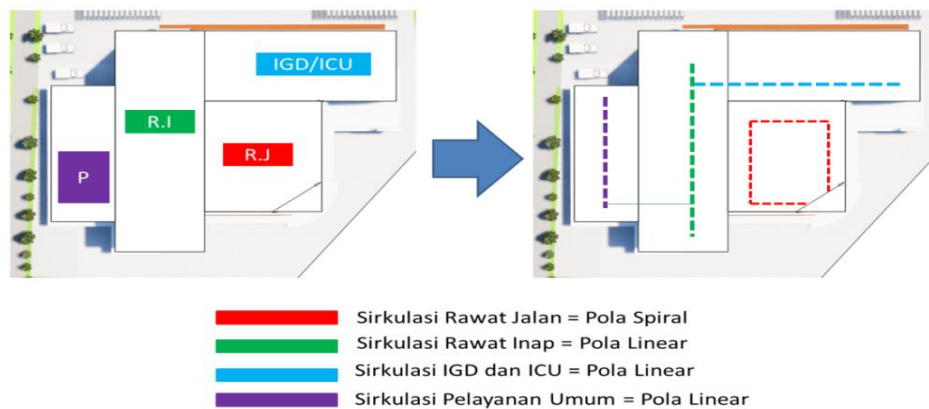 IGD/ICU
R.I
R.J
P
Sirkulasi Rawat Jalan = Pola Spiral
Sirkulasi Rawat Inap = Pola Linear
Sirkulasi IGD dan ICU = Pola Linear
Sirkulasi Pelayanan Umum = Pola Linear